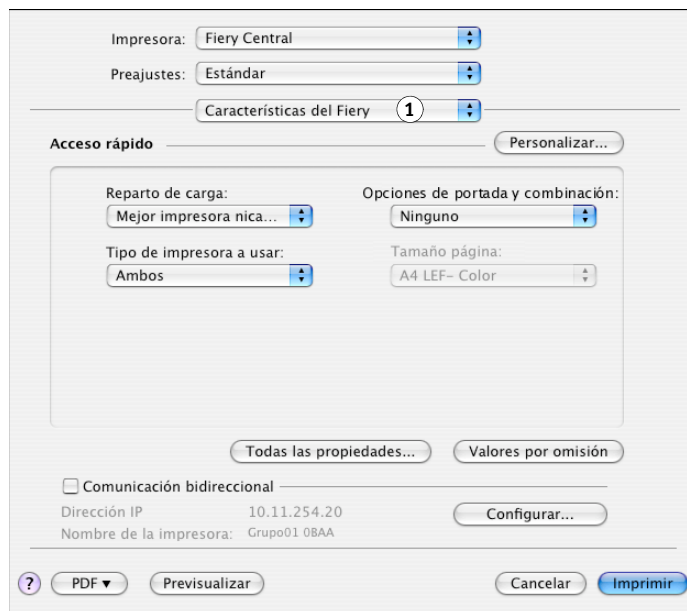 Impresora: Fiery Central
Preajustes: Estándar
Características del Fiery 1
Acceso rápido Personalizar...
Reparto de carga: Opciones de portada y combinación:
Mejor impresora nica... Ninguno
Tipo de impresora a usar: Tamaño página:
Ambos A4 LEF- Color
Todas las propiedades... Valores por omisión
Comunicación bidireccional
Dirección IP 10.11.254.20 Configurar...
Nombre de la impresora: Grupo01 0BAA
? PDF ▼ Previsualizar Cancelar Imprimir